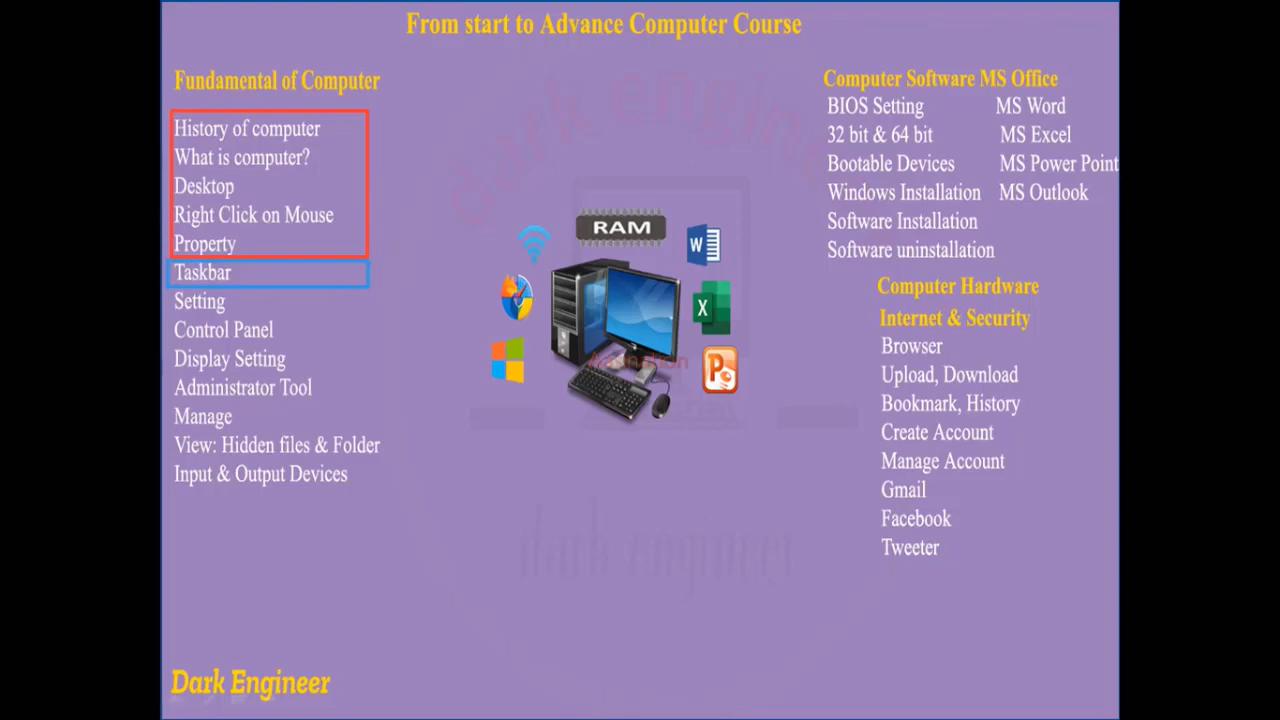 From start to Advance Computer Course
Fundamental of Computer
History of computer
What is computer?
Desktop
Right Click on Mouse
Property
Taskbar
Setting
Control Panel
Display Setting
Administrator Tool
Manage
View: Hidden files & Folder
Input & Output Devices
dark engineer
RAM
W
X
P
dark engineer
Computer Software MS Office
BIOS Setting MS Word
32 bit & 64 bit MS Excel
Bootable Devices MS Power Point
Windows Installation MS Outlook
Software Installation
Software uninstallation
Computer Hardware
Internet & Security
Browser
Upload, Download
Bookmark, History
Create Account
Manage Account
Gmail
Facebook
Tweeter
Dark Engineer